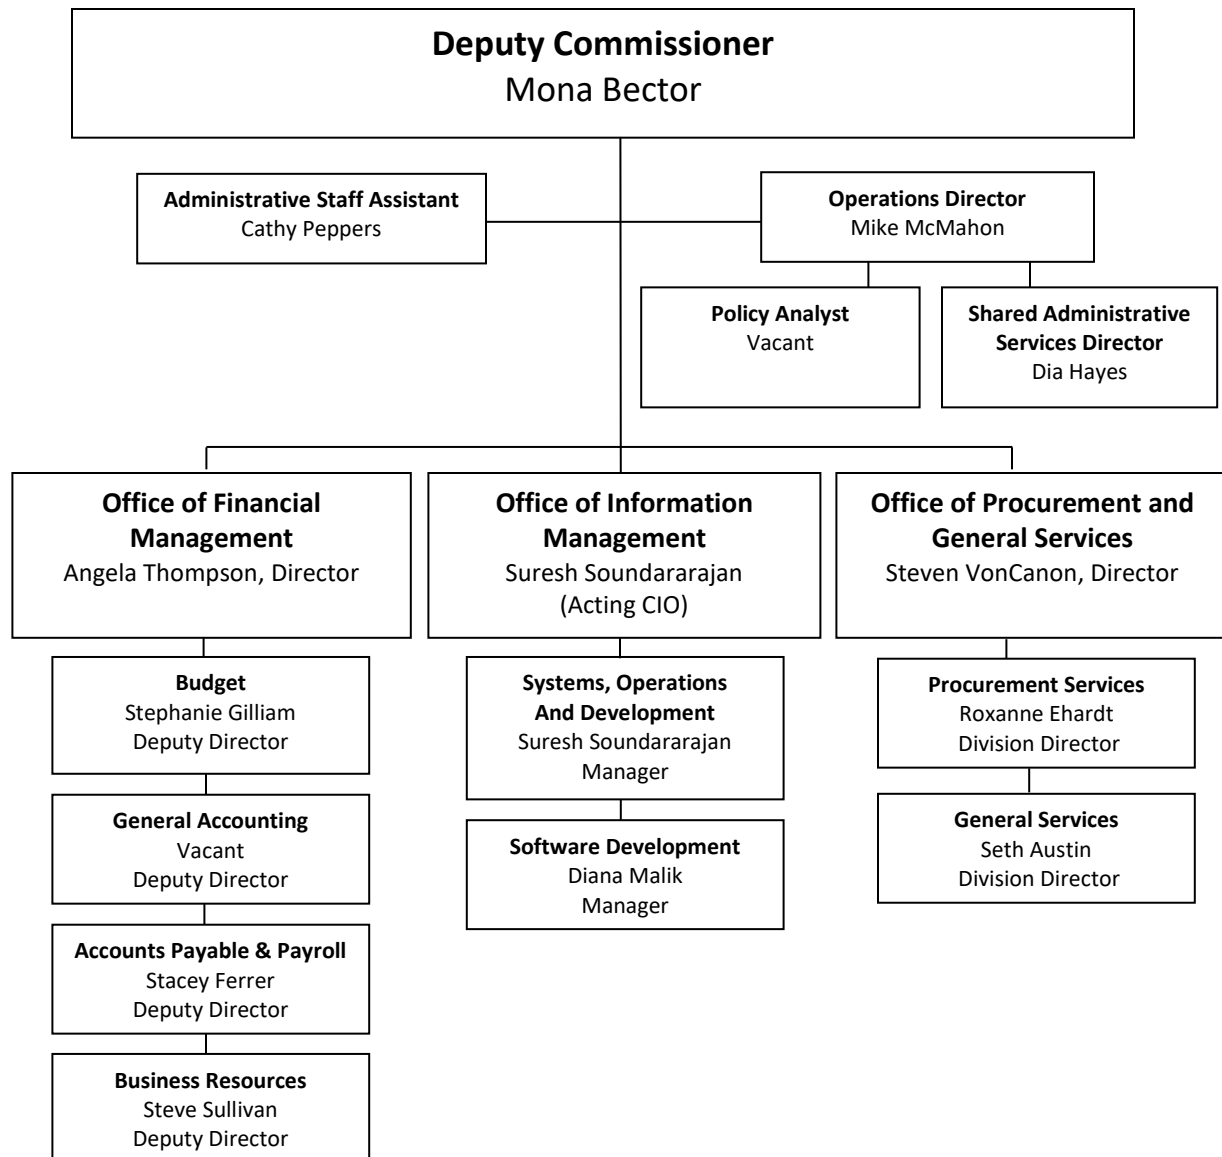 Deputy Commissioner
Mona Bector
Administrative Staff Assistant
Cathy Peppers
Operations Director
Mike McMahon
Policy Analyst
Vacant
Shared Administrative
Services Director
Dia Hayes
Office of Financial
Management
Angela Thompson, Director
Office of Information
Management
Suresh Soundararajan
(Acting CIO)
Office of Procurement and
General Services
Steven VonCanon, Director
Budget
Stephanie Gilliam
Deputy Director
General Accounting
Vacant
Deputy Director
Accounts Payable & Payroll
Stacey Ferrer
Deputy Director
Business Resources
Steve Sullivan
Deputy Director
Systems, Operations
And Development
Suresh Soundararajan
Manager
Software Development
Diana Malik
Manager
Procurement Services
Roxanne Ehardt
Division Director
General Services
Seth Austin
Division Director